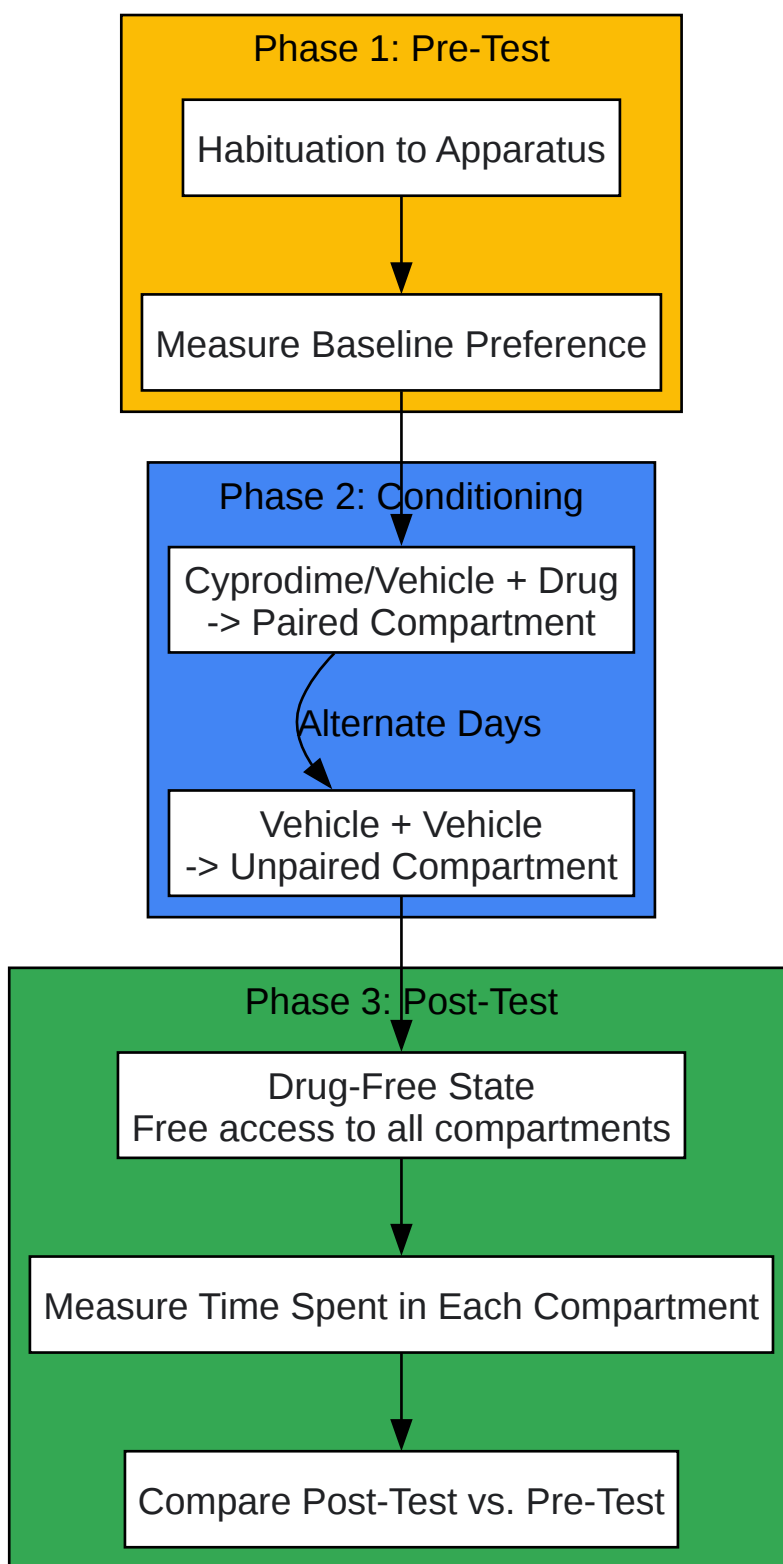 Phase 1: Pre-Test
Habituation to Apparatus
Measure Baseline Preference
Phase 2: Conditioning
Cyprodime/Vehicle + Drug
-> Paired Compartment
Alternate Days
Vehicle + Vehicle
-> Unpaired Compartment
Phase 3: Post-Test
Drug-Free State
Free access to all compartments
Measure Time Spent in Each Compartment
Compare Post-Test vs. Pre-Test